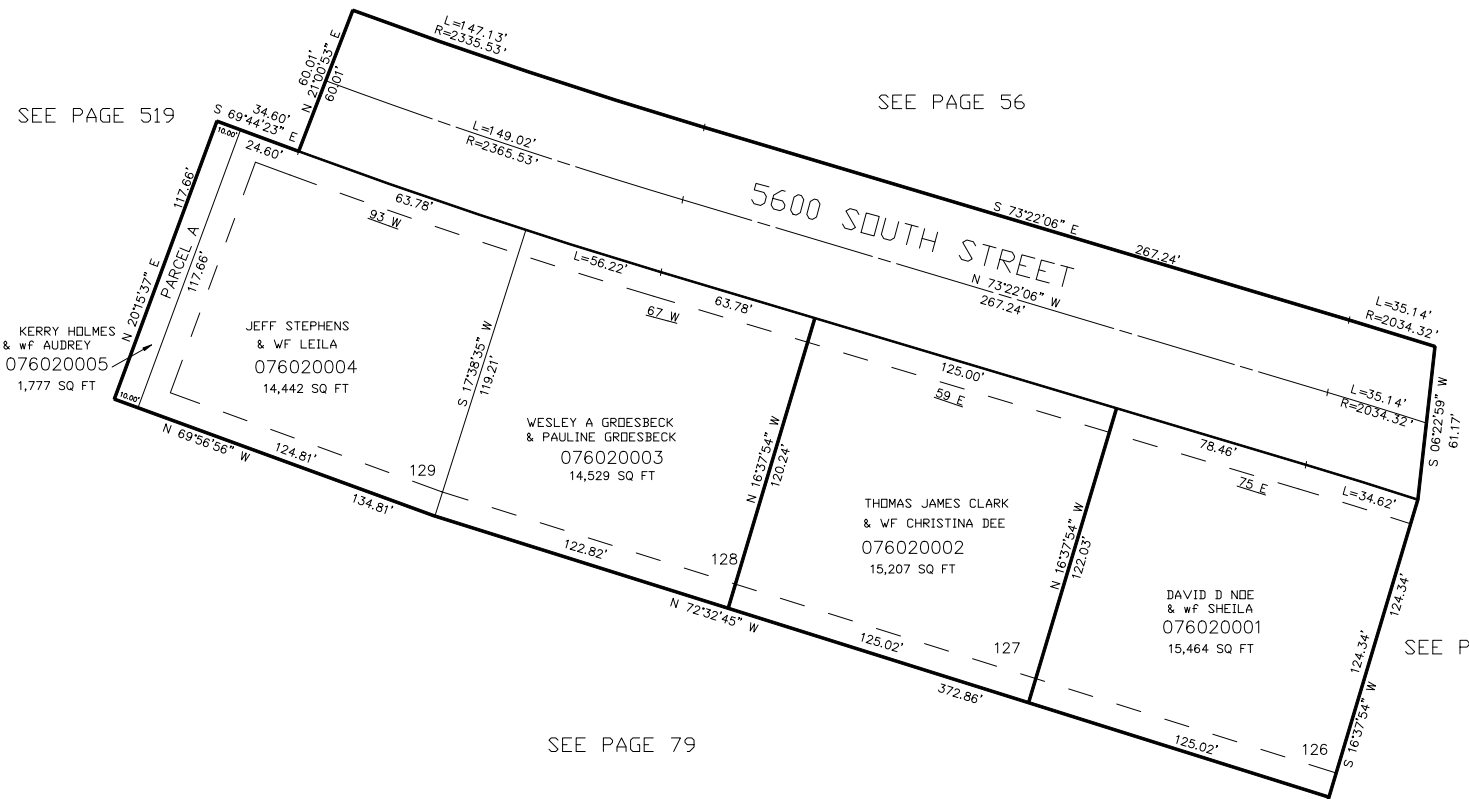 L=147.13'
R=2335.53'
60.01'
N 21°00'53" E
60.01'
SEE PAGE 56
SEE PAGE 519
34.60'
S 69°44'23" E
10.00'
24.60'
L=149.02'
R=2365.53'
5600 SOUTH STREET
S 73°22'06" E
267.24'
N 73°22'06" W
267.24'
L=35.14'
R=2034.32'
L=35.14'
R=2034.32'
S 06°22'59" W
61.17'
117.66'
N 20°15'37" E
PARCEL A
117.66'
63.78'
93 W
L=56.22'
63.78'
67 W
125.00'
59 E
78.46'
75 E
L=34.62'
KERRY HOLMES
& wf AUDREY
076020005
1,777 SQ FT
10.00'
JEFF STEPHENS
& WF LEILA
076020004
14,442 SQ FT
S 17°38'35" W
119.21'
WESLEY A GROESBECK
& PAULINE GROESBECK
076020003
14,529 SQ FT
N 16°37'54" W
120.24'
THOMAS JAMES CLARK
& WF CHRISTINA DEE
076020002
15,207 SQ FT
N 16°37'54" W
122.03'
DAVID D NOE
& wf SHEILA
076020001
15,464 SQ FT
124.34'
124.34'
S 16°37'54" W
SEE P
N 69°56'56" W
124.81'
129
134.81'
122.82'
128
N 72°32'45" W
125.02'
127
372.86'
125.02'
126
SEE PAGE 79